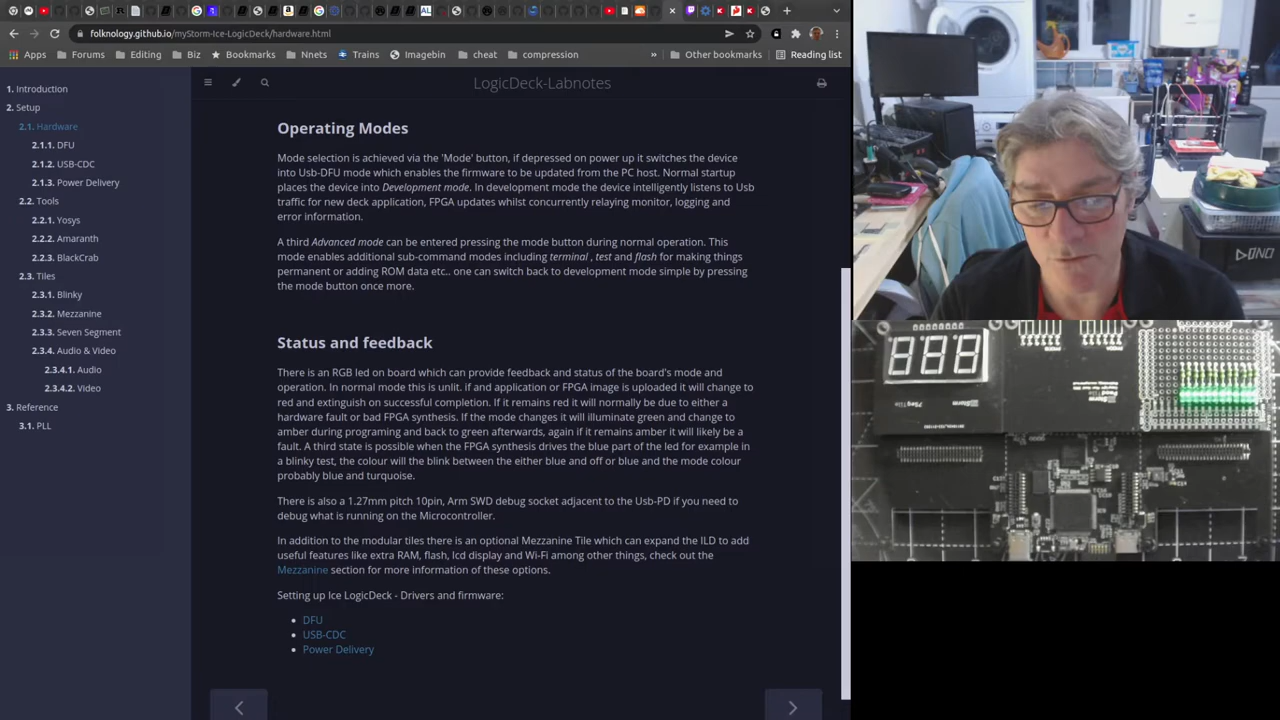 folknology.github.io/myStorm-Ice-LogicDeck/hardware.html
Apps Forums Editing Biz Bookmarks Nnets Trains Imagebin cheat compression » Other bookmarks Reading list
LogicDeck-Labnotes
1. Introduction
2. Setup
2.1. Hardware
2.1.1. DFU
2.1.2. USB-CDC
2.1.3. Power Delivery
2.2. Tools
2.2.1. Yosys
2.2.2. Amaranth
2.2.3. BlackCrab
2.3. Tiles
2.3.1. Blinky
2.3.2. Mezzanine
2.3.3. Seven Segment
2.3.4. Audio & Video
2.3.4.1. Audio
2.3.4.2. Video
3. Reference
3.1. PLL
Operating Modes
Mode selection is achieved via the 'Mode' button, if depressed on power up it switches the device
into Usb-DFU mode which enables the firmware to be updated from the PC host. Normal startup
places the device into Development mode. In development mode the device intelligently listens to Usb
traffic for new deck application, FPGA updates whilst concurrently relaying monitor, logging and
error information.
A third Advanced mode can be entered pressing the mode button during normal operation. This
mode enables additional sub-command modes including terminal , test and flash for making things
permanent or adding ROM data etc.. one can switch back to development mode simple by pressing
the mode button once more.
Status and feedback
There is an RGB led on board which can provide feedback and status of the board's mode and
operation. In normal mode this is unlit. if and application or FPGA image is uploaded it will change to
red and extinguish on successful completion. If it remains red it will normally be due to either a
hardware fault or bad FPGA synthesis. If the mode changes it will illuminate green and change to
amber during programing and back to green afterwards, again if it remains amber it will likely be a
fault. A third state is possible when the FPGA synthesis drives the blue part of the led for example in
a blinky test, the colour will the blink between the either blue and off or blue and the mode colour
probably blue and turquoise.
There is also a 1.27mm pitch 10pin, Arm SWD debug socket adjacent to the Usb-PD if you need to
debug what is running on the Microcontroller.
In addition to the modular tiles there is an optional Mezzanine Tile which can expand the ILD to add
useful features like extra RAM, flash, lcd display and Wi-Fi among other things, check out the
Mezzanine section for more information of these options.
Setting up Ice LogicDeck - Drivers and firmware:
DFU
USB-CDC
Power Delivery